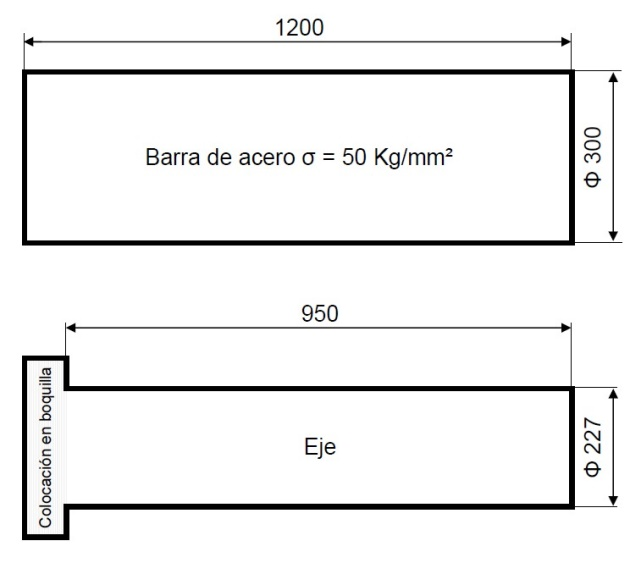 1200
Barra de acero σ = 50 Kg/mm²
Φ 300
950
Colocación en boquilla
Eje
Φ 227